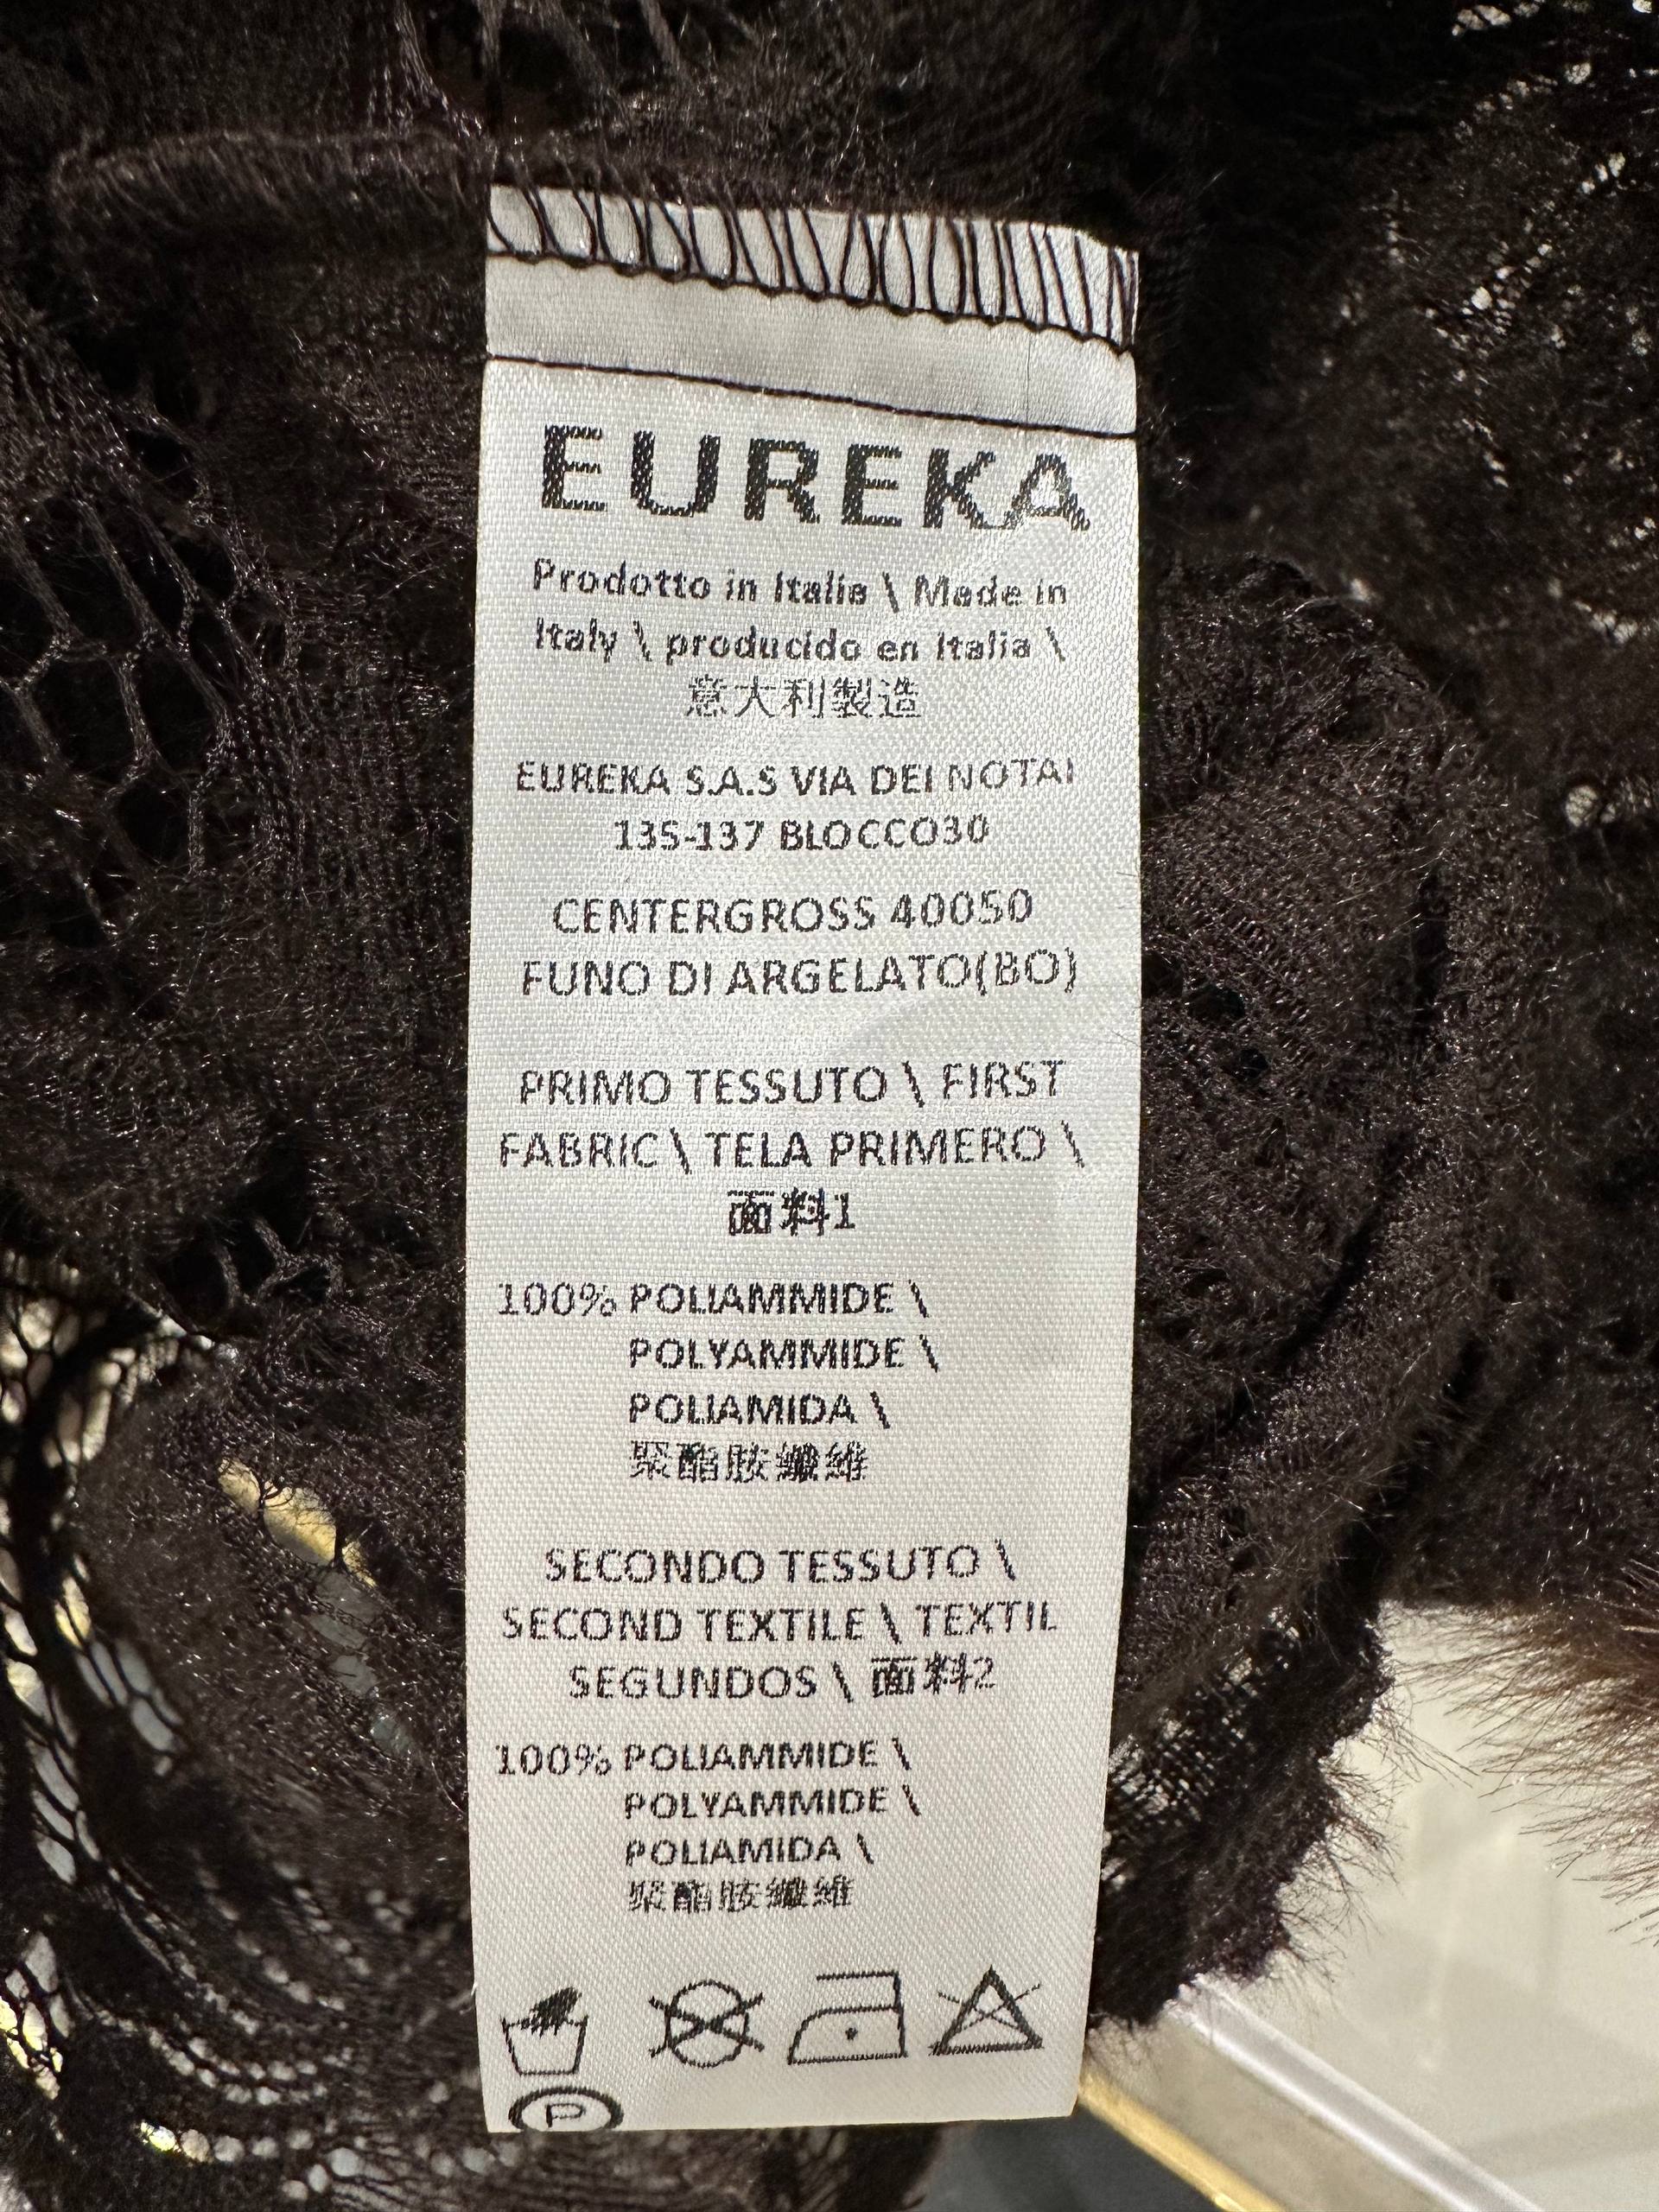 EUREKA
Prodotto in Italia \ Made in
Italy \ producido en Italia \
意大利製造
EUREKA S.A.S VIA DEI NOTAI
135-137 BLOCCO30
CENTERGROSS 40050
FUNO DI ARGELATO(BO)
PRIMO TESSUTO \ FIRST
FABRIC \ TELA PRIMERO \
面料1
100% POLIAMMIDE \
POLYAMMIDE \
POLIAMIDA \
聚酯胺纖維
SECONDO TESSUTO \
SECOND TEXTILE \ TEXTIL
SEGUNDOS \ 面料2
100% POLIAMMIDE \
POLYAMMIDE \
POLIAMIDA \
聚酯胺纖維
P